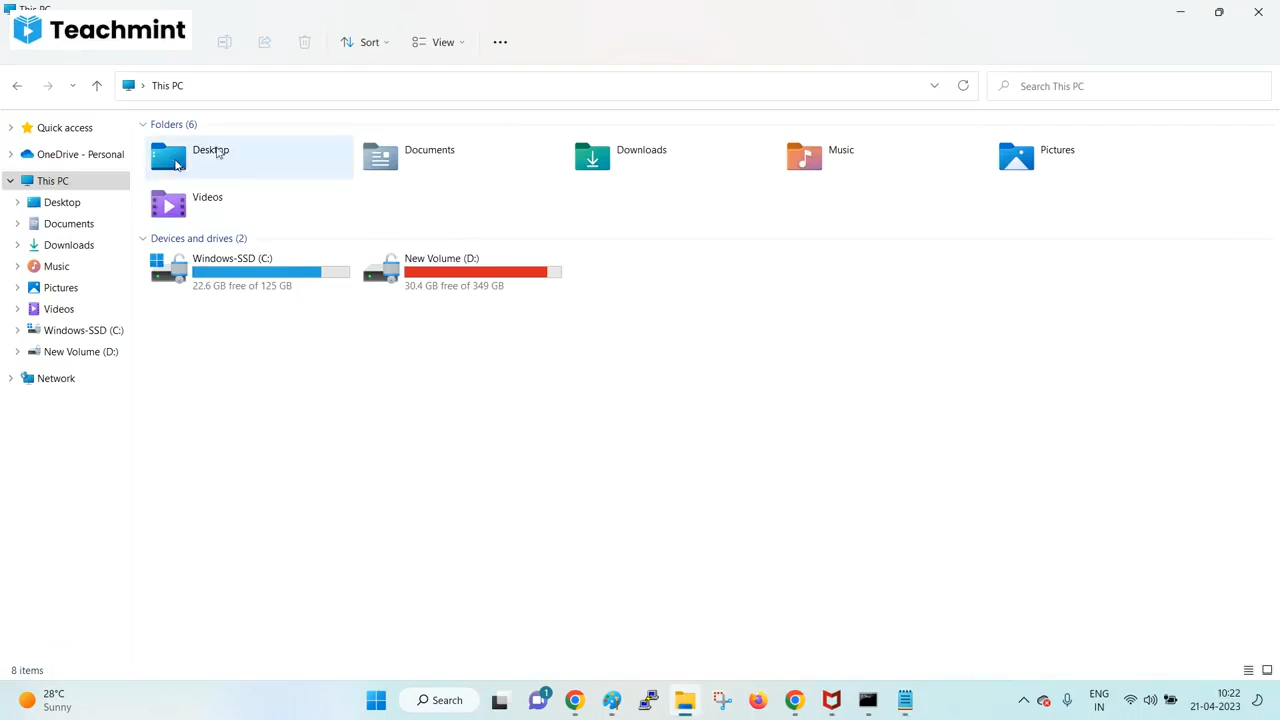 This PC
Teachmint
Sort
View
This PC
Search This PC
Quick access
OneDrive - Personal
This PC
Desktop
Documents
Downloads
Music
Pictures
Videos
Windows-SSD (C:)
New Volume (D:)
Network
Folders (6)
Desktop
Documents
Downloads
Music
Pictures
Videos
Devices and drives (2)
Windows-SSD (C:)
22.6 GB free of 125 GB
New Volume (D:)
30.4 GB free of 349 GB
8 items
28°C
Sunny
Search
1
ENG
IN
10:22
21-04-2023